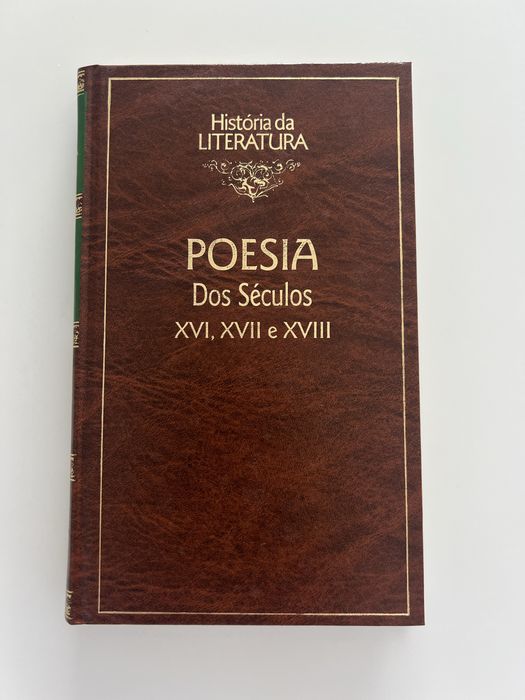 História da
LITERATURA
POESIA
Dos Séculos
XVI, XVII e XVIII